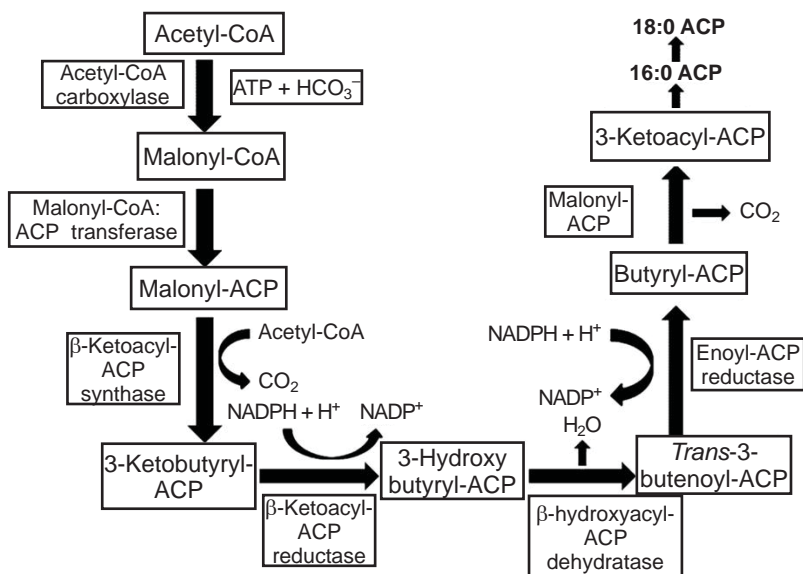 Acetyl-CoA
Acetyl-CoA
carboxylase
ATP + HCO₃⁻
Malonyl-CoA
Malonyl-CoA:
ACP transferase
Malonyl-ACP
β-Ketoacyl-
ACP
synthase
Acetyl-CoA
CO₂
NADPH + H⁺
NADP⁺
3-Ketobutyryl-
ACP
β-Ketoacyl-
ACP
reductase
3-Hydroxy
butyryl-ACP
H₂O
β-hydroxyacyl-
ACP
dehydratase
Trans-3-
butenoyl-ACP
NADPH + H⁺
NADP⁺
Enoyl-ACP
reductase
Butyryl-ACP
Malonyl-
ACP
CO₂
3-Ketoacyl-ACP
16:0 ACP
18:0 ACP